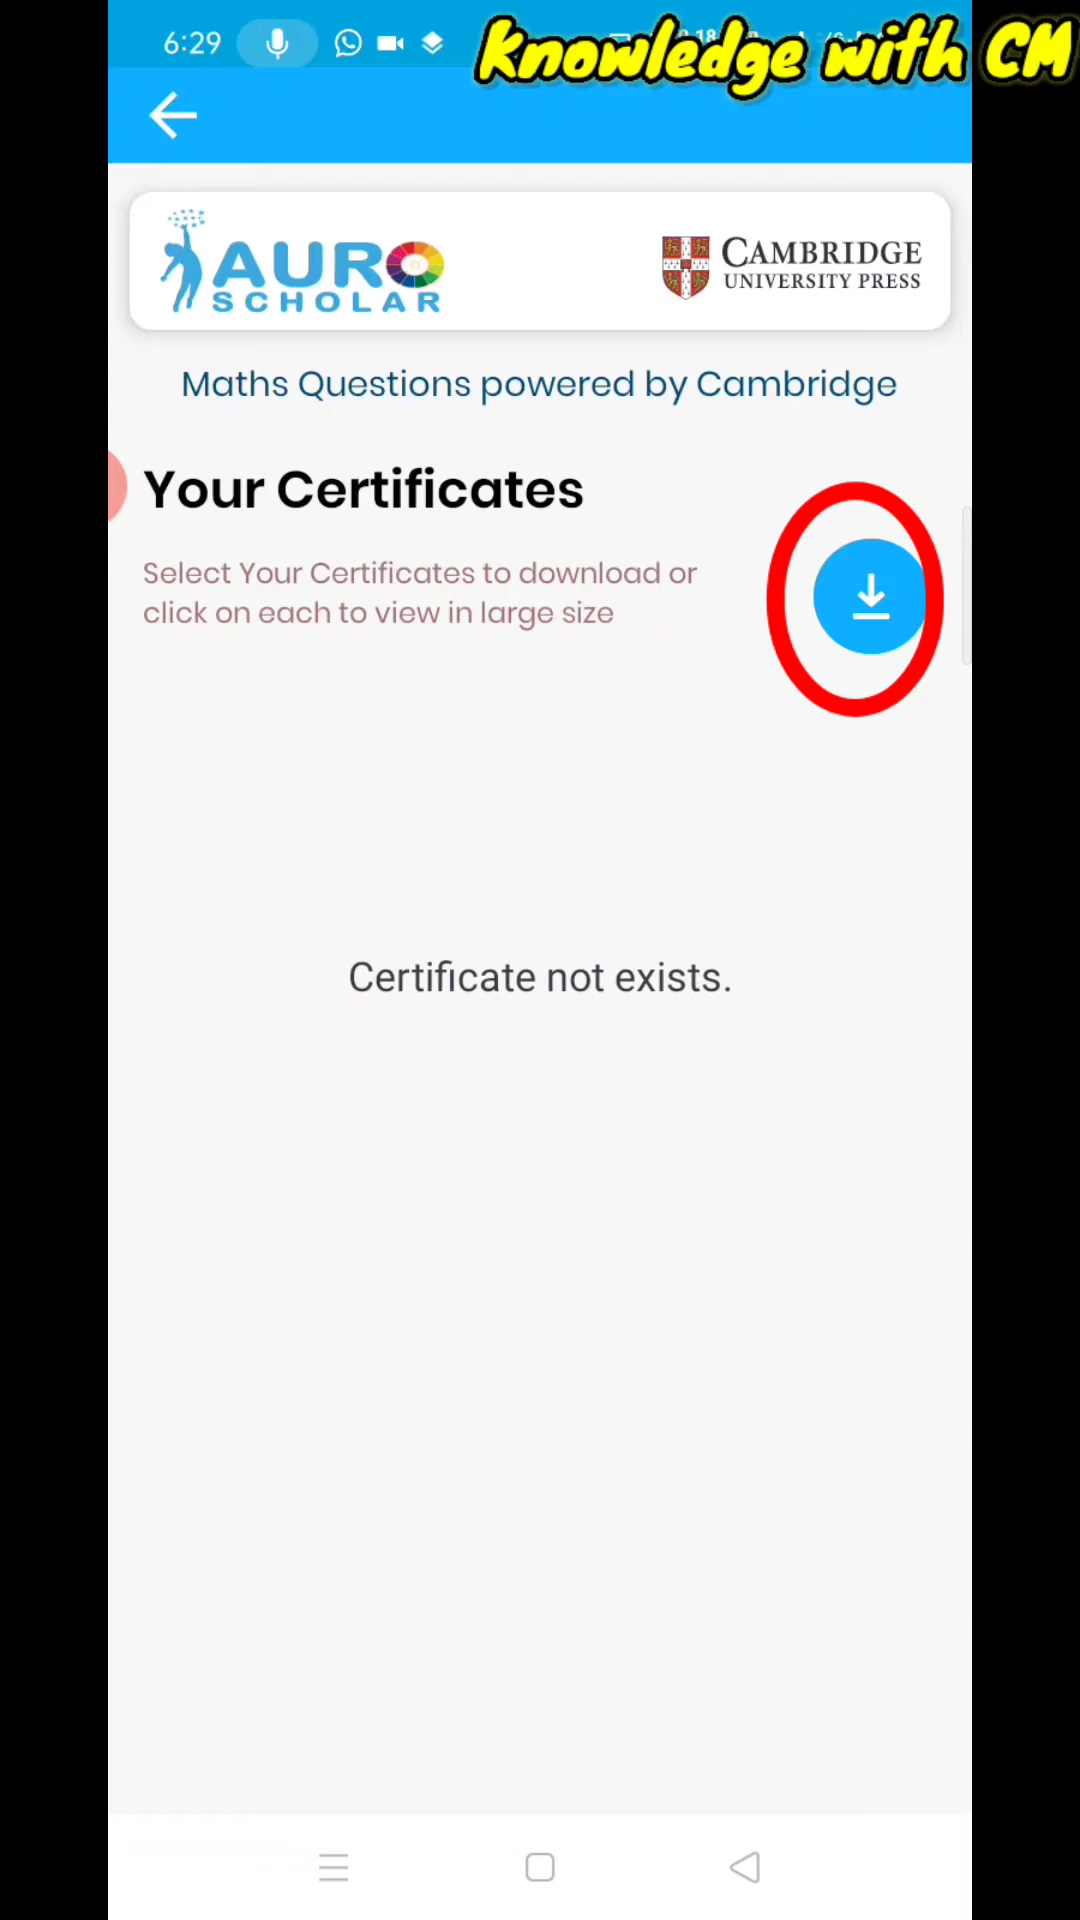 6:29
Knowledge with CM
AURO
SCHOLAR
CAMBRIDGE
UNIVERSITY PRESS
Maths Questions powered by Cambridge
Your Certificates
Select Your Certificates to download or
click on each to view in large size
Certificate not exists.